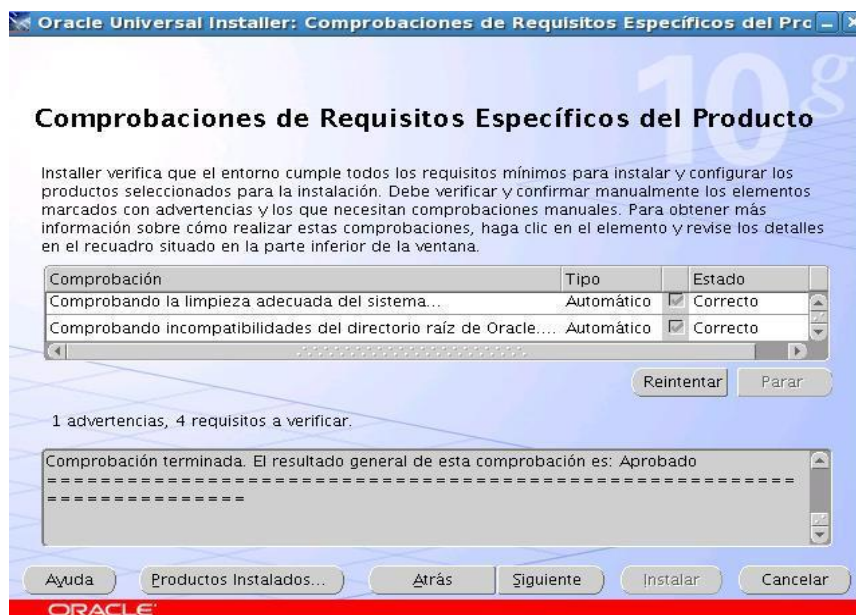 Oracle Universal Installer: Comprobaciones de Requisitos Específicos del Pro
10g
Comprobaciones de Requisitos Específicos del Producto
Installer verifica que el entorno cumple todos los requisitos mínimos para instalar y configurar los
productos seleccionados para la instalación. Debe verificar y confirmar manualmente los elementos
marcados con advertencias y los que necesitan comprobaciones manuales. Para obtener más
información sobre cómo realizar estas comprobaciones, haga clic en el elemento y revise los detalles
en el recuadro situado en la parte inferior de la ventana.
Comprobación Tipo Estado
Comprobando la limpieza adecuada del sistema... Automático Correcto
Comprobando incompatibilidades del directorio raíz de Oracle.... Automático Correcto
Reintentar Parar
1 advertencias, 4 requisitos a verificar.
Comprobación terminada. El resultado general de esta comprobación es: Aprobado
=========================================================
===============
Ayuda Productos Instalados... Atrás Siguiente Instalar Cancelar
ORACLE